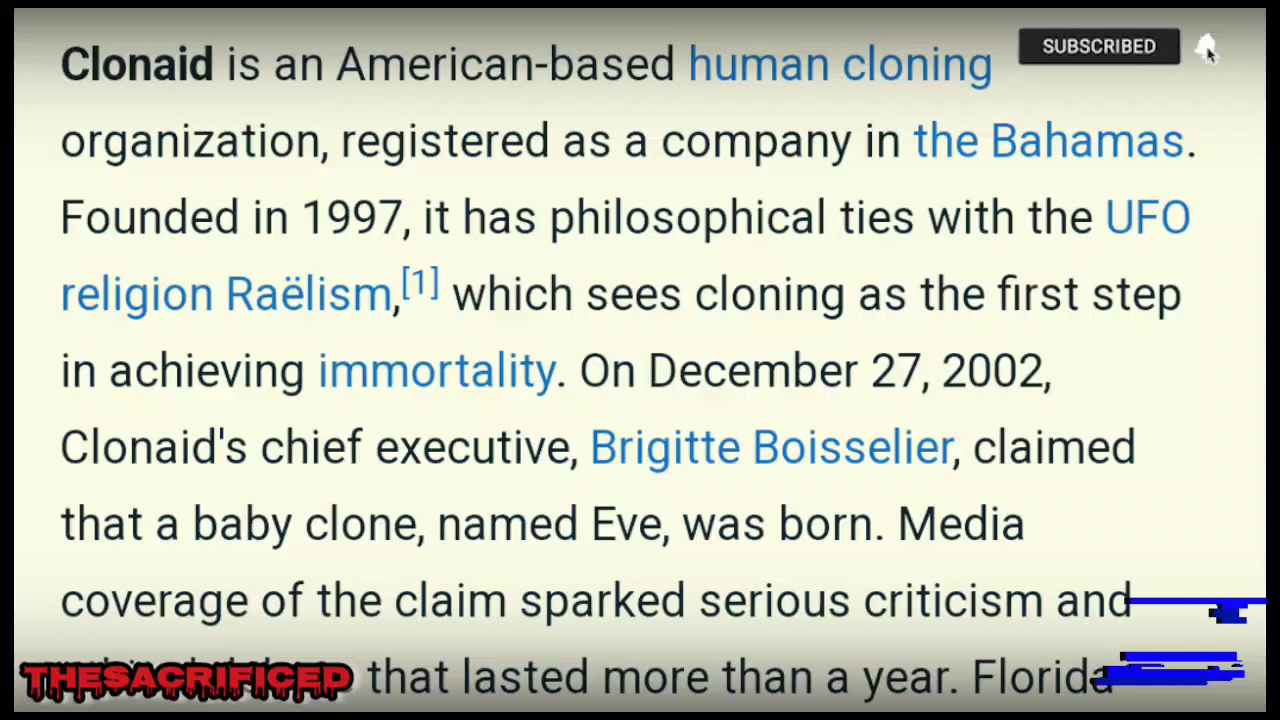 Clonaid is an American-based human cloning
SUBSCRIBED
organization, registered as a company in the Bahamas.
Founded in 1997, it has philosophical ties with the UFO
religion Raëlism,[1] which sees cloning as the first step
in achieving immortality. On December 27, 2002,
Clonaid's chief executive, Brigitte Boisselier, claimed
that a baby clone, named Eve, was born. Media
coverage of the claim sparked serious criticism and
THESACRIFICED
that lasted more than a year. Florida